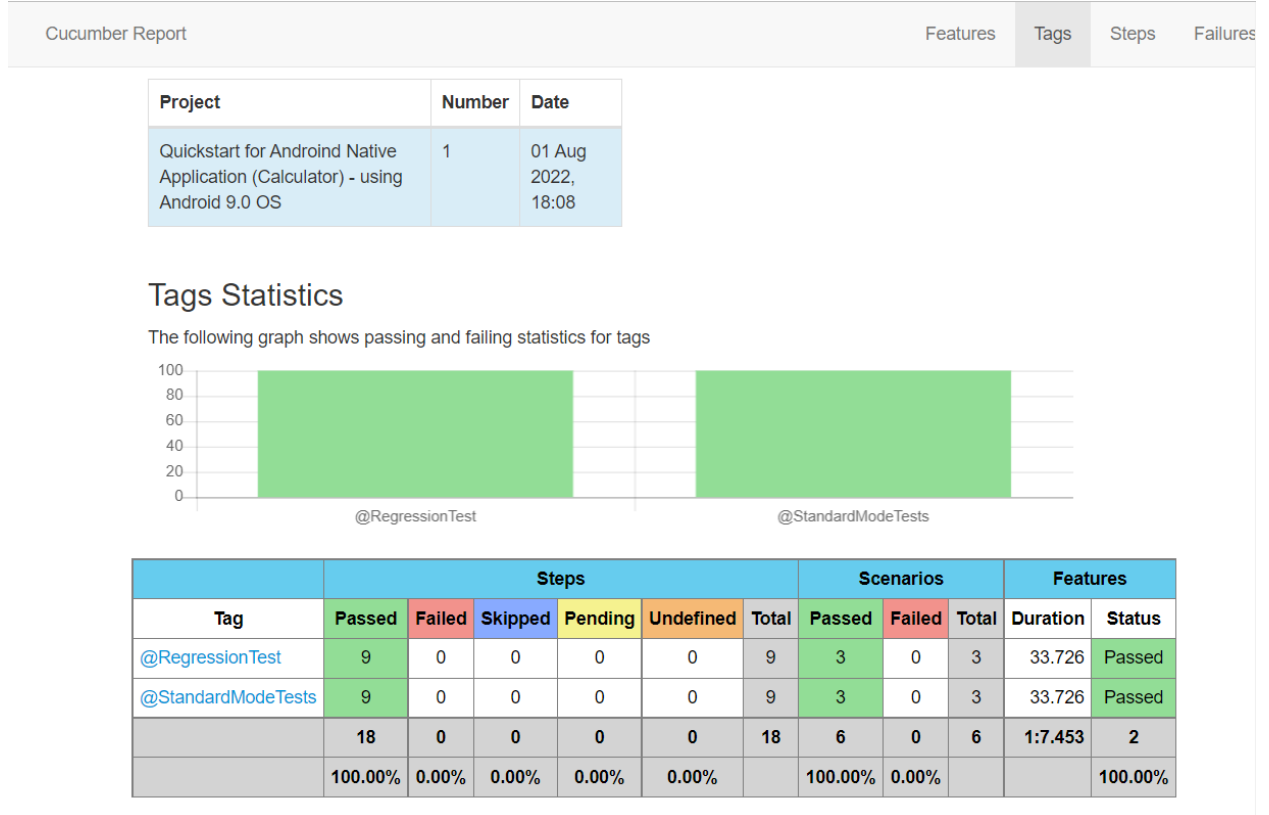 Cucumber Report Features Tags Steps Failures
Project Number Date
Quickstart for Androind Native 1 01 Aug
Application (Calculator) - using 2022,
Android 9.0 OS 18:08
Tags Statistics
The following graph shows passing and failing statistics for tags
100
80
60
40
20
0
@RegressionTest @StandardModeTests
Steps Scenarios Features
Tag Passed Failed Skipped Pending Undefined Total Passed Failed Total Duration Status
@RegressionTest 9 0 0 0 0 9 3 0 3 33.726 Passed
@StandardModeTests 9 0 0 0 0 9 3 0 3 33.726 Passed
18 0 0 0 0 18 6 0 6 1:7.453 2
100.00% 0.00% 0.00% 0.00% 0.00% 100.00% 0.00% 100.00%